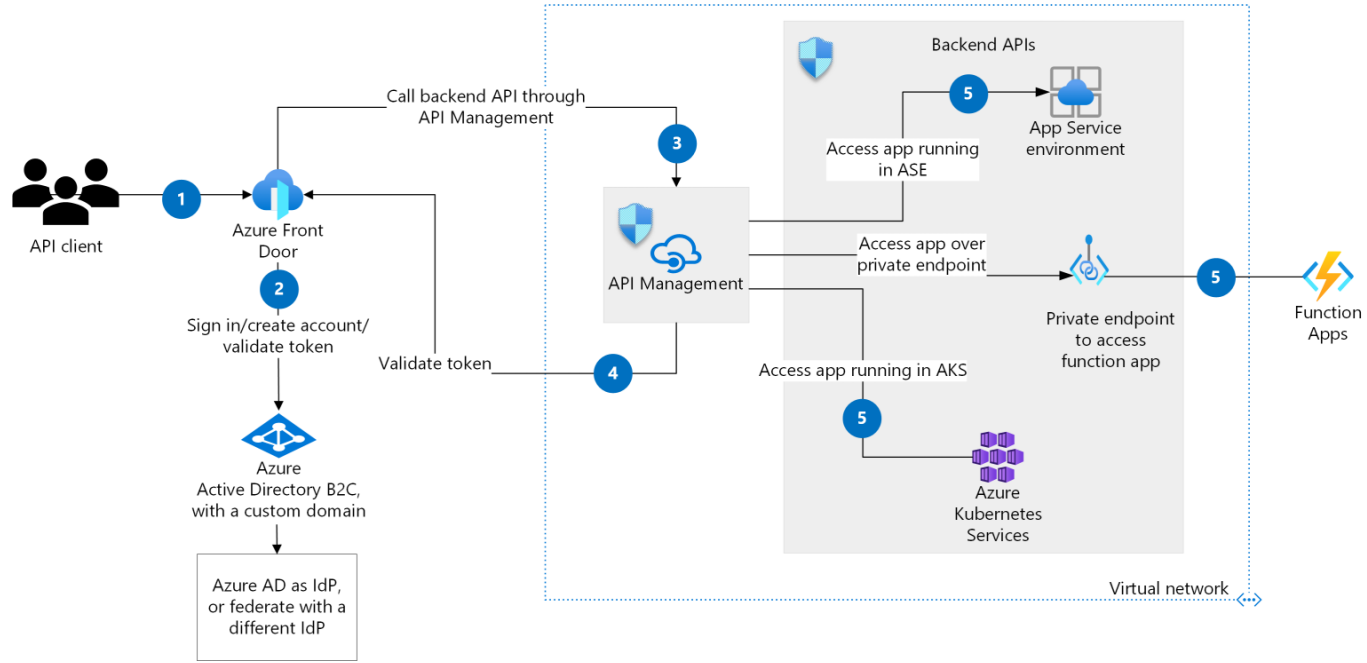 Backend APIs
Call backend API through
API Management
5
App Service
environment
3
Access app running
in ASE
1
API client
Azure Front
Door
API Management
Access app over
private endpoint
5
Function
Apps
2
Sign in/create account/
validate token
Private endpoint
to access
function app
Validate token
4
Access app running in AKS
5
Azure
Active Directory B2C,
with a custom domain
Azure
Kubernetes
Services
Azure AD as IdP,
or federate with a
different IdP
Virtual network